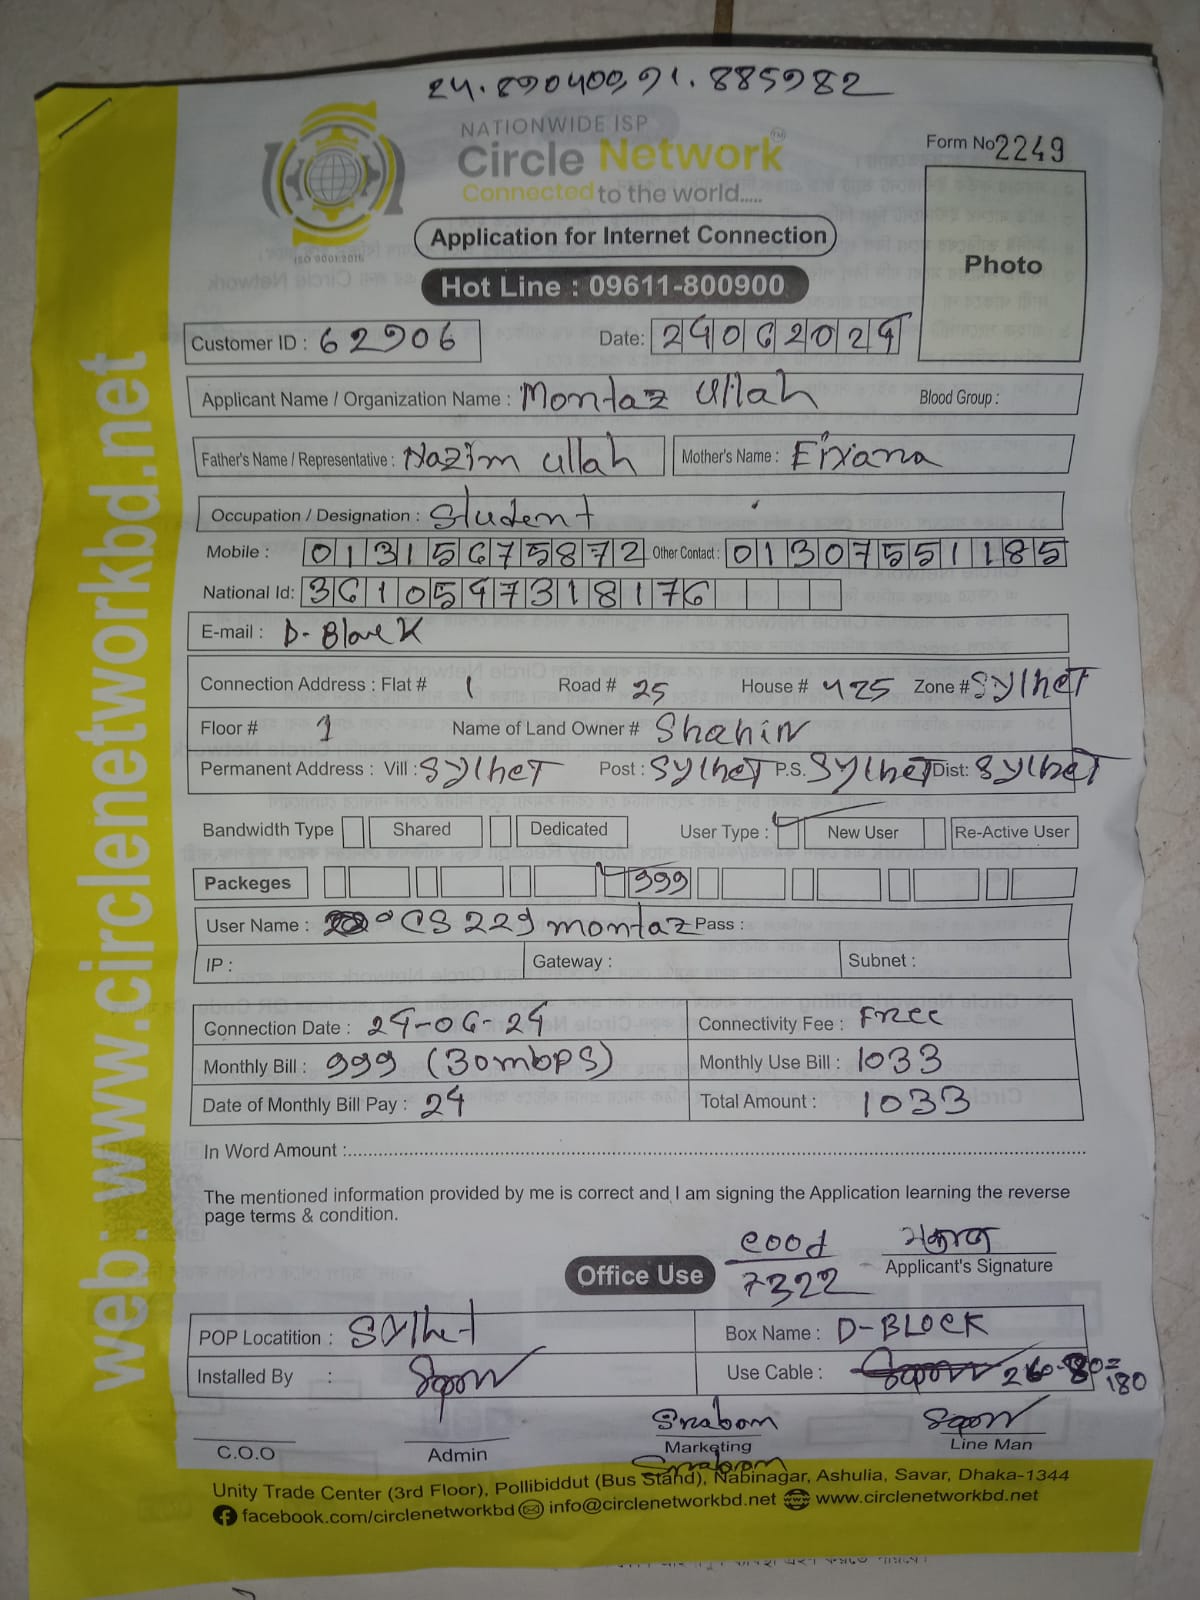 24.890400,91.885982
NATIONWIDE ISP
Circle Network TM
Connected to the world.....
ISO 9001:2015
Form No 2249
Application for Internet Connection
Photo
Hot Line : 09611-800900
Customer ID : 62906 Date: 24062024
Applicant Name / Organization Name : Montaz Ullah Blood Group :
Father's Name / Representative : Nazim ullah Mother's Name :
Occupation / Designation : Student
Mobile : 01315675872 Other Contact : 01307551185
National Id: 3610597318176
E-mail :
Connection Address : Flat # 1 Road # 25 House # 425 Zone # Sylhet
Floor # 1 Name of Land Owner # Shahin
Permanent Address : Vill : Sylhet Post : Sylhet P.S. Sylhet Dist: Sylhet
Bandwidth Type Shared Dedicated User Type : New User Re-Active User
Packeges 999
User Name : CS229montaz Pass :
IP : Gateway : Subnet :
Connection Date : 24-06-24 Connectivity Fee : Free
Monthly Bill : 999 (30mbps) Monthly Use Bill : 1033
Date of Monthly Bill Pay : 24 Total Amount : 1033
In Word Amount :
The mentioned information provided by me is correct and I am signing the Application learning the reverse
page terms & condition.
7322
Applicant's Signature
Office Use
POP Locatition : Sylhet Box Name : D-BLOCK
Installed By : Use Cable : 260-80=180
C.O.O Admin Marketing Line Man
Unity Trade Center (3rd Floor), Pollibiddut (Bus Stand), Nabinagar, Ashulia, Savar, Dhaka-1344
facebook.com/circlenetworkbd info@circlenetworkbd.net www.circlenetworkbd.net
web: www.circlenetworkbd.net